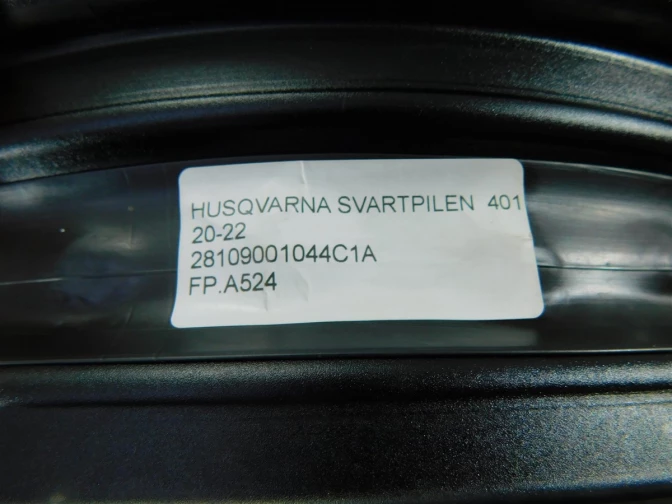 HUSQVARNA SVARTPILEN 401
20-22
28109001044C1A
FP.A524